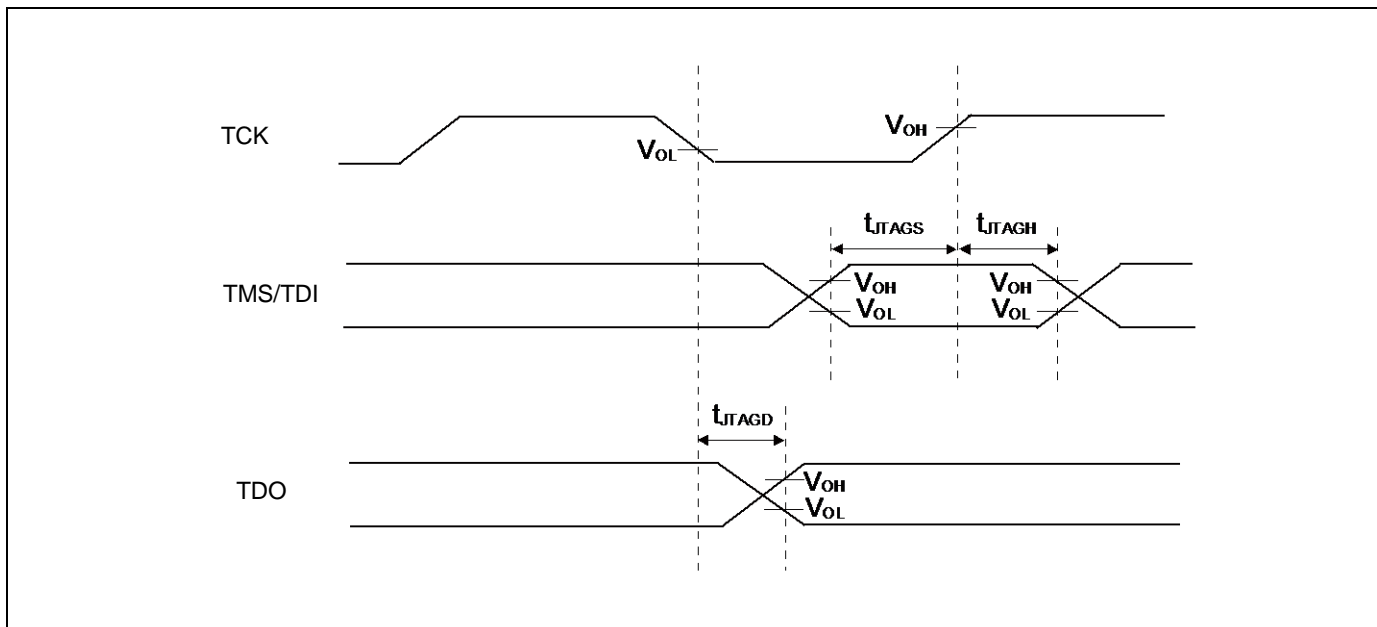 TCK
VOL
VOH
tJTAGS
tJTAGH
TMS/TDI
VOH
VOL
VOH
VOL
tJTAGD
TDO
VOH
VOL